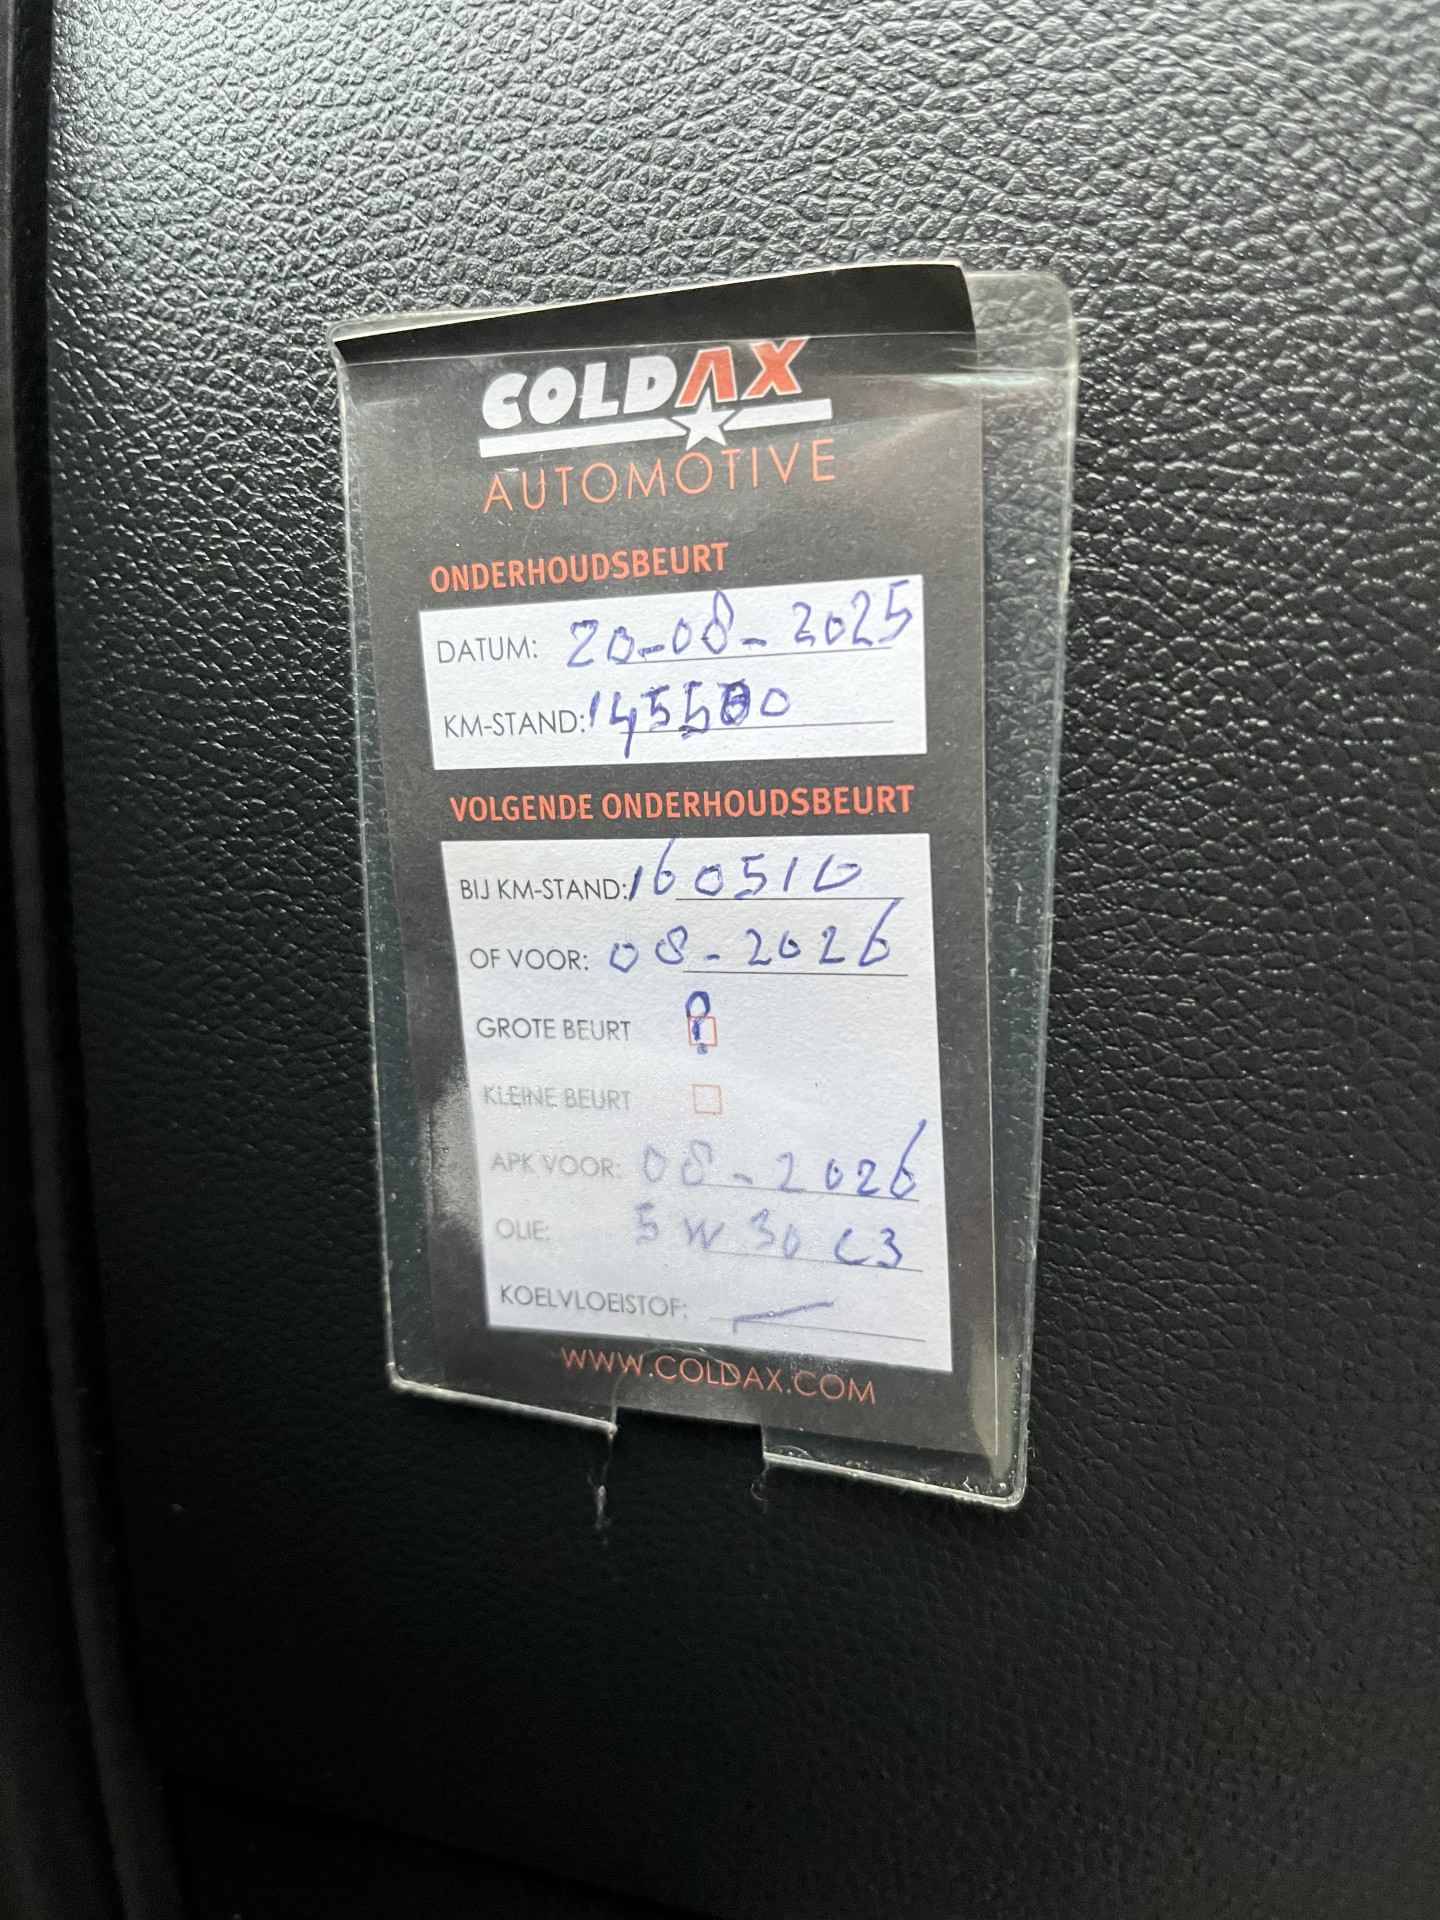 COLDAX
AUTOMOTIVE
ONDERHOUDSBEURT
DATUM: 20-08-2025
KM-STAND:
VOLGENDE ONDERHOUDSBEURT
BIJ KM-STAND: 160510
OF VOOR: 08-2026
GROTE BEURT ?
KLEINE BEURT
APK VOOR: 08-2026
OLIE: 5W30 C3
KOELVLOEISTOF: —
WWW.COLDAX.COM